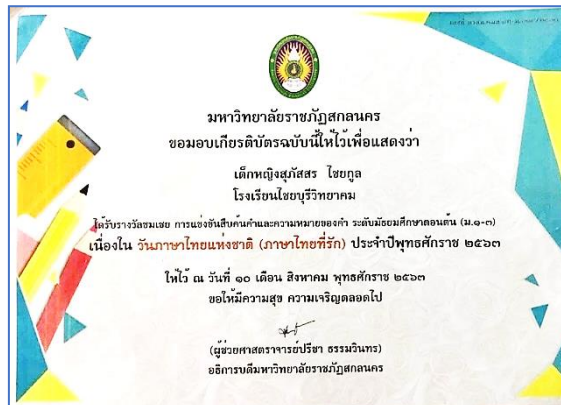 มหาวิทยาลัยราชภัฏสกลนคร
ขอมอบเกียรติบัตรฉบับนี้ให้ไว้เพื่อแสดงว่า
เด็กหญิงสุภัสสร ไชยกูล
โรงเรียนไชยบุรีวิทยาคม
ได้รับรางวัลชมเชย การแข่งขันสืบค้นคำและความหมายของคำ ระดับมัธยมศึกษาตอนต้น (ม.๑-๓)
เนื่องใน วันภาษาไทยแห่งชาติ (ภาษาไทยที่รัก) ประจำปีพุทธศักราช ๒๕๖๓
ให้ไว้ ณ วันที่ ๑๐ เดือน สิงหาคม พุทธศักราช ๒๕๖๓
ขอให้มีความสุข ความเจริญตลอดไป
(ผู้ช่วยศาสตราจารย์ปรีชา ธรรมวินทร)
อธิการบดีมหาวิทยาลัยราชภัฏสกลนคร